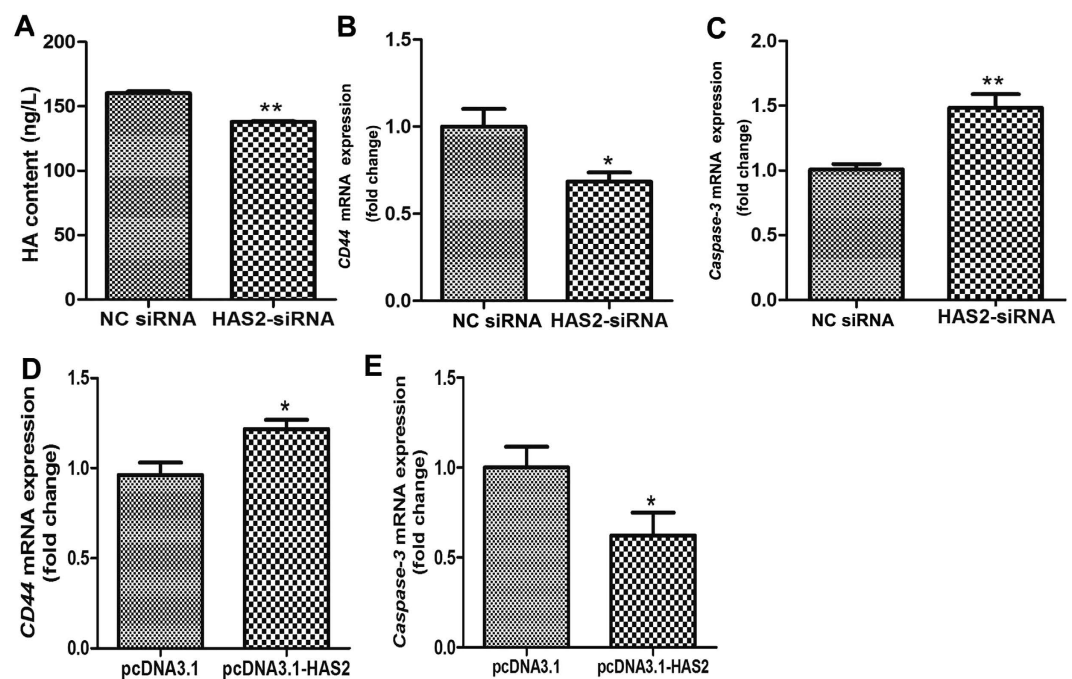 A
HA content (ng/L)
200
150
100
50
0
**
NC siRNA
HAS2-siRNA
B
CD44 mRNA expression
(fold change)
1.5
1.0
0.5
0.0
*
NC siRNA
HAS2-siRNA
C
Caspase-3 mRNA expression
(fold change)
2.0
1.5
1.0
0.5
0.0
**
NC siRNA
HAS2-siRNA
D
CD44 mRNA expression
(fold change)
1.5
1.0
0.5
0.0
*
pcDNA3.1
pcDNA3.1-HAS2
E
Caspase-3 mRNA expression
(fold change)
1.5
1.0
0.5
0.0
*
pcDNA3.1
pcDNA3.1-HAS2